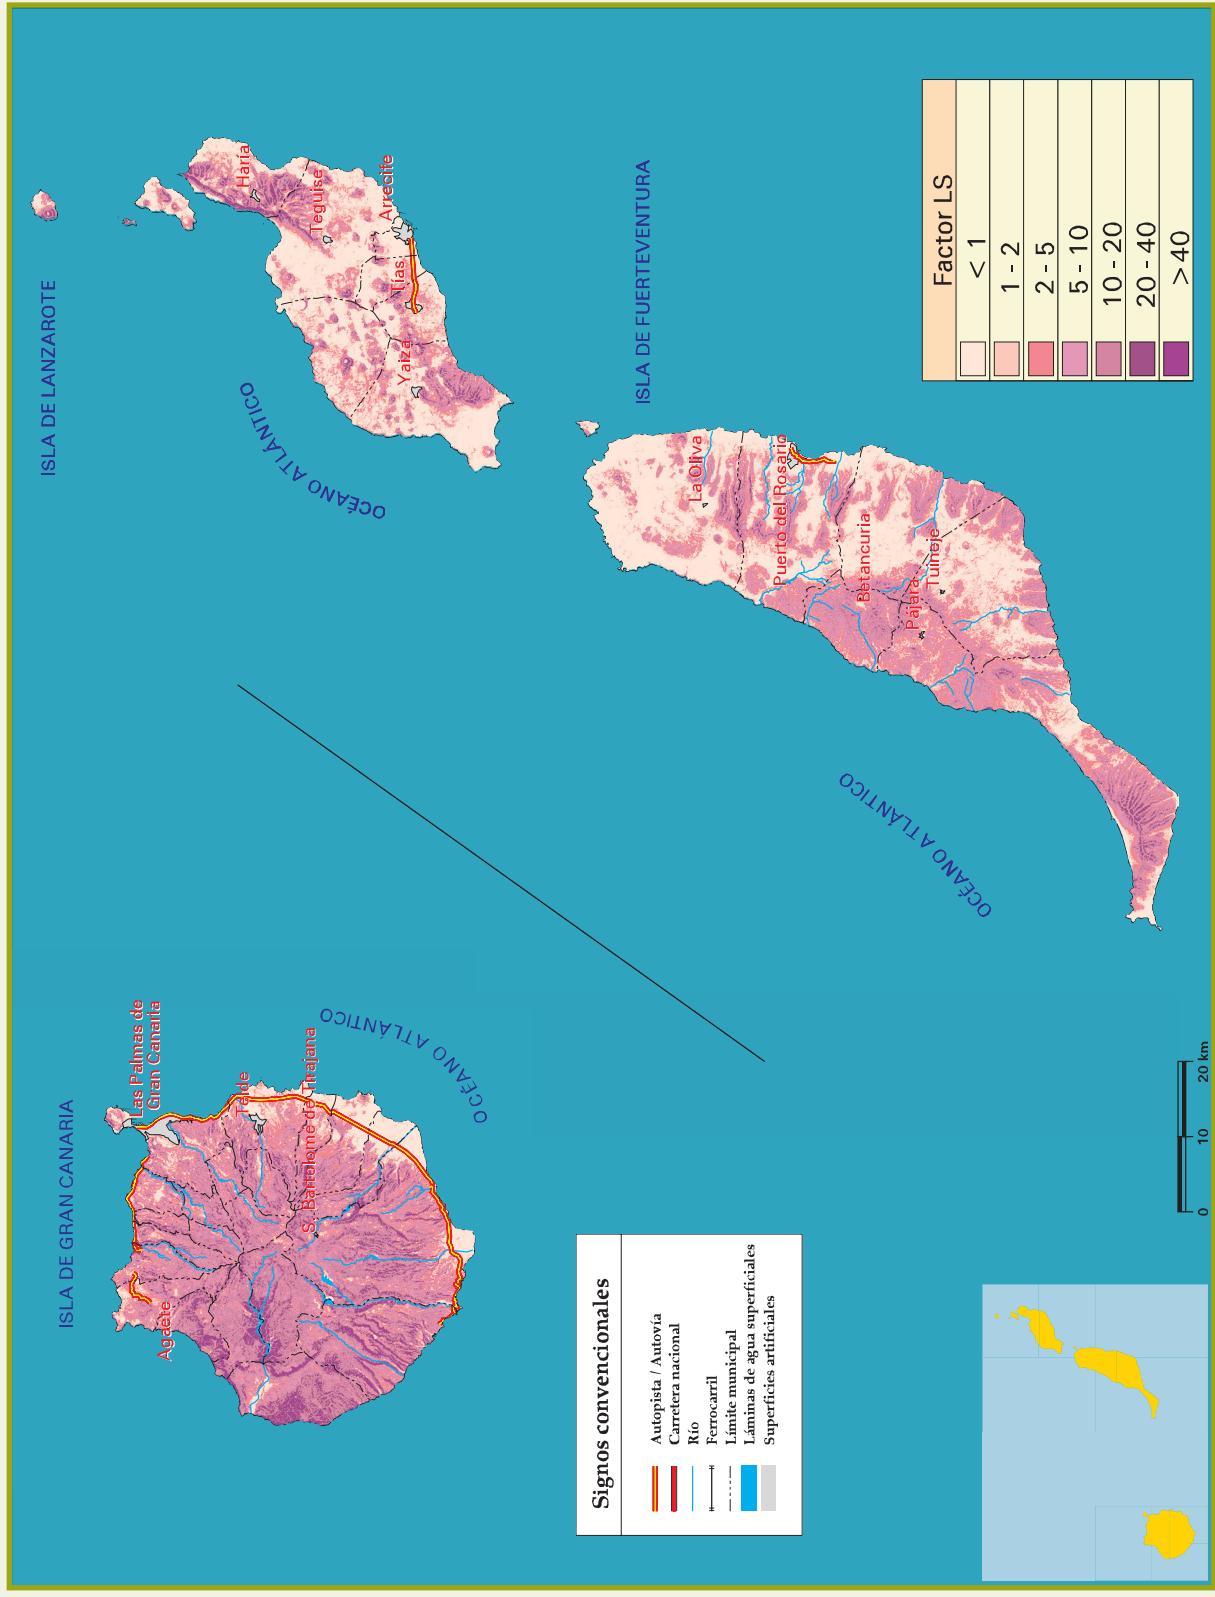 ISLA DE LANZAROTE
Haría
Teguise
Arrecife
Tías
Yaiza
OCÉANO ATLÁNTICO
ISLA DE FUERTEVENTURA
La Oliva
Puerto del Rosario
Betancuria
Pájara
Tuineje
OCÉANO ATLÁNTICO
ISLA DE GRAN CANARIA
Las Palmas de
Gran Canaria
Telde
S. Bartolomé de Tirajana
Agaete
OCÉANO ATLÁNTICO
Factor LS
< 1
1 - 2
2 - 5
5 - 10
10 - 20
20 - 40
> 40
Signos convencionales
Autopista / Autovía
Carretera nacional
Río
Ferrocarril
Límite municipal
Láminas de agua superficiales
Superficies artificiales
0 10 20 km